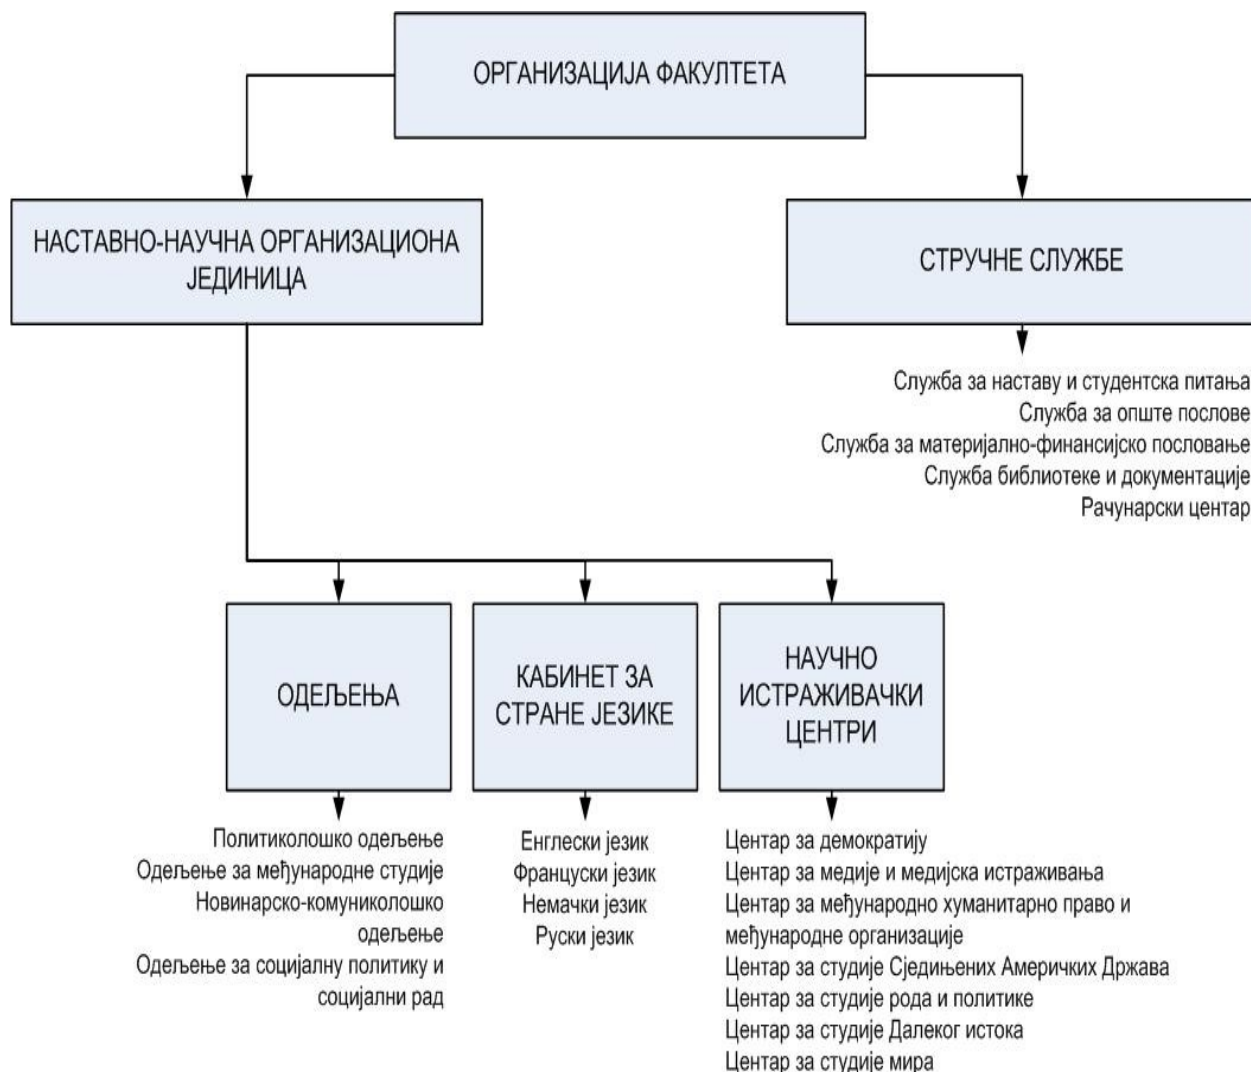 ОРГАНИЗАЦИЈА ФАКУЛТЕТА
НАСТАВНО-НАУЧНА ОРГАНИЗАЦИОНА
ЈЕДИНИЦА
СТРУЧНЕ СЛУЖБЕ
Служба за наставу и студентска питања
Служба за опште послове
Служба за материјално-финансијско пословање
Служба библиотеке и документације
Рачунарски центар
ОДЕЉЕЊА
КАБИНЕТ ЗА
СТРАНЕ ЈЕЗИКЕ
НАУЧНО
ИСТРАЖИВАЧКИ
ЦЕНТРИ
Политиколошко одељење
Одељење за међународне студије
Новинарско-комуниколошко
одељење
Одељење за социјалну политику и
социјални рад
Енглески језик
Француски језик
Немачки језик
Руски језик
Центар за демократију
Центар за медије и медијска истраживања
Центар за међународно хуманитарно право и
међународне организације
Центар за студије Сједињених Америчких Држава
Центар за студије рода и политике
Центар за студије Далеког истока
Центар за студије мира